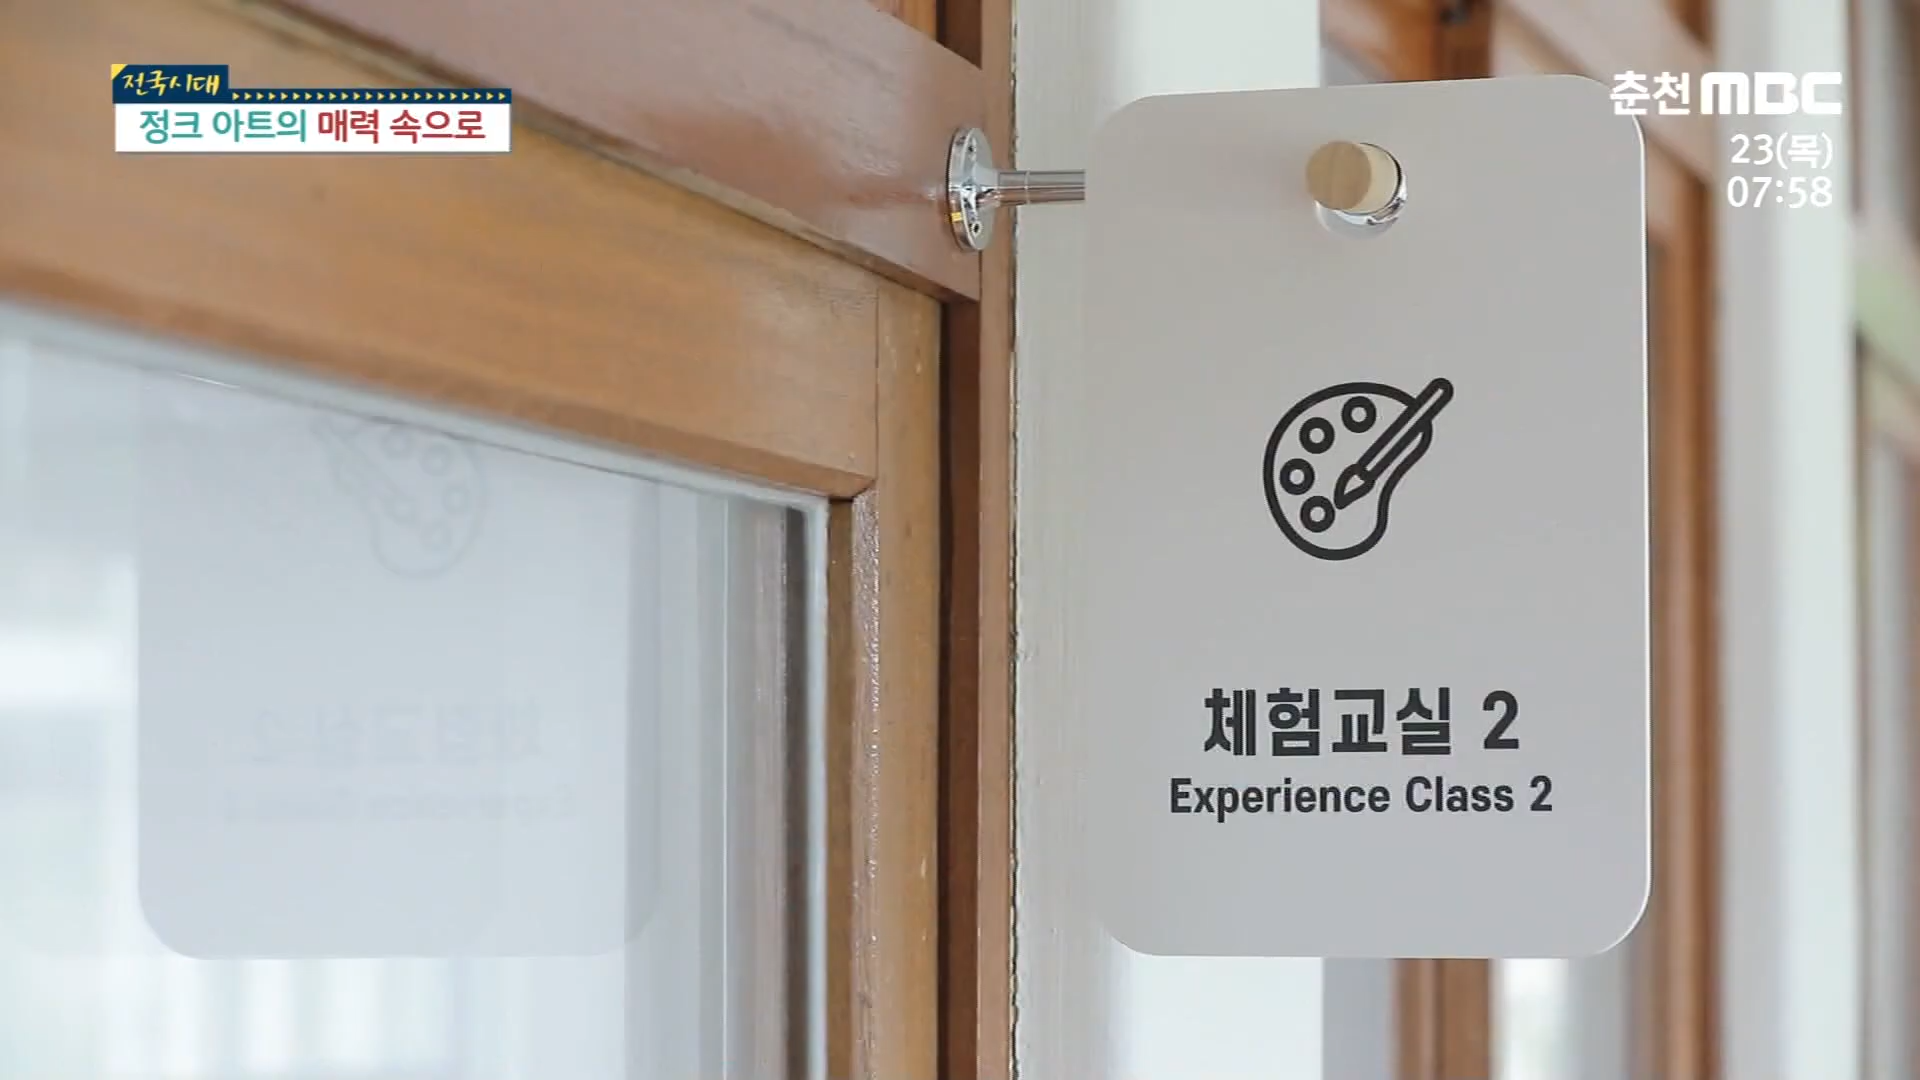 전국시대
정크 아트의 매력 속으로
춘천MBC
23(목)
07:58
체험교실 2
Experience Class 2